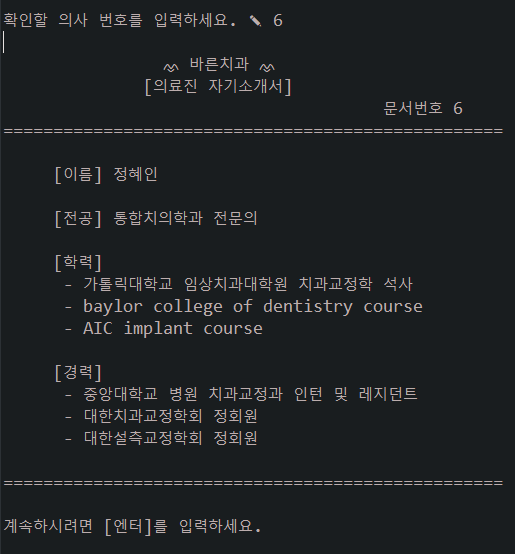 확인할 의사 번호를 입력하세요. ✎ 6
바른치과
[의료진 자기소개서]
문서번호 6
==================================================
[이름] 정혜인
[전공] 통합치의학과 전문의
[학력]
- 가톨릭대학교 임상치과대학원 치과교정학 석사
- baylor college of dentistry course
- AIC implant course
[경력]
- 중앙대학교 병원 치과교정과 인턴 및 레지던트
- 대한치과교정학회 정회원
- 대한설측교정학회 정회원
==================================================
계속하시려면 [엔터]를 입력하세요.